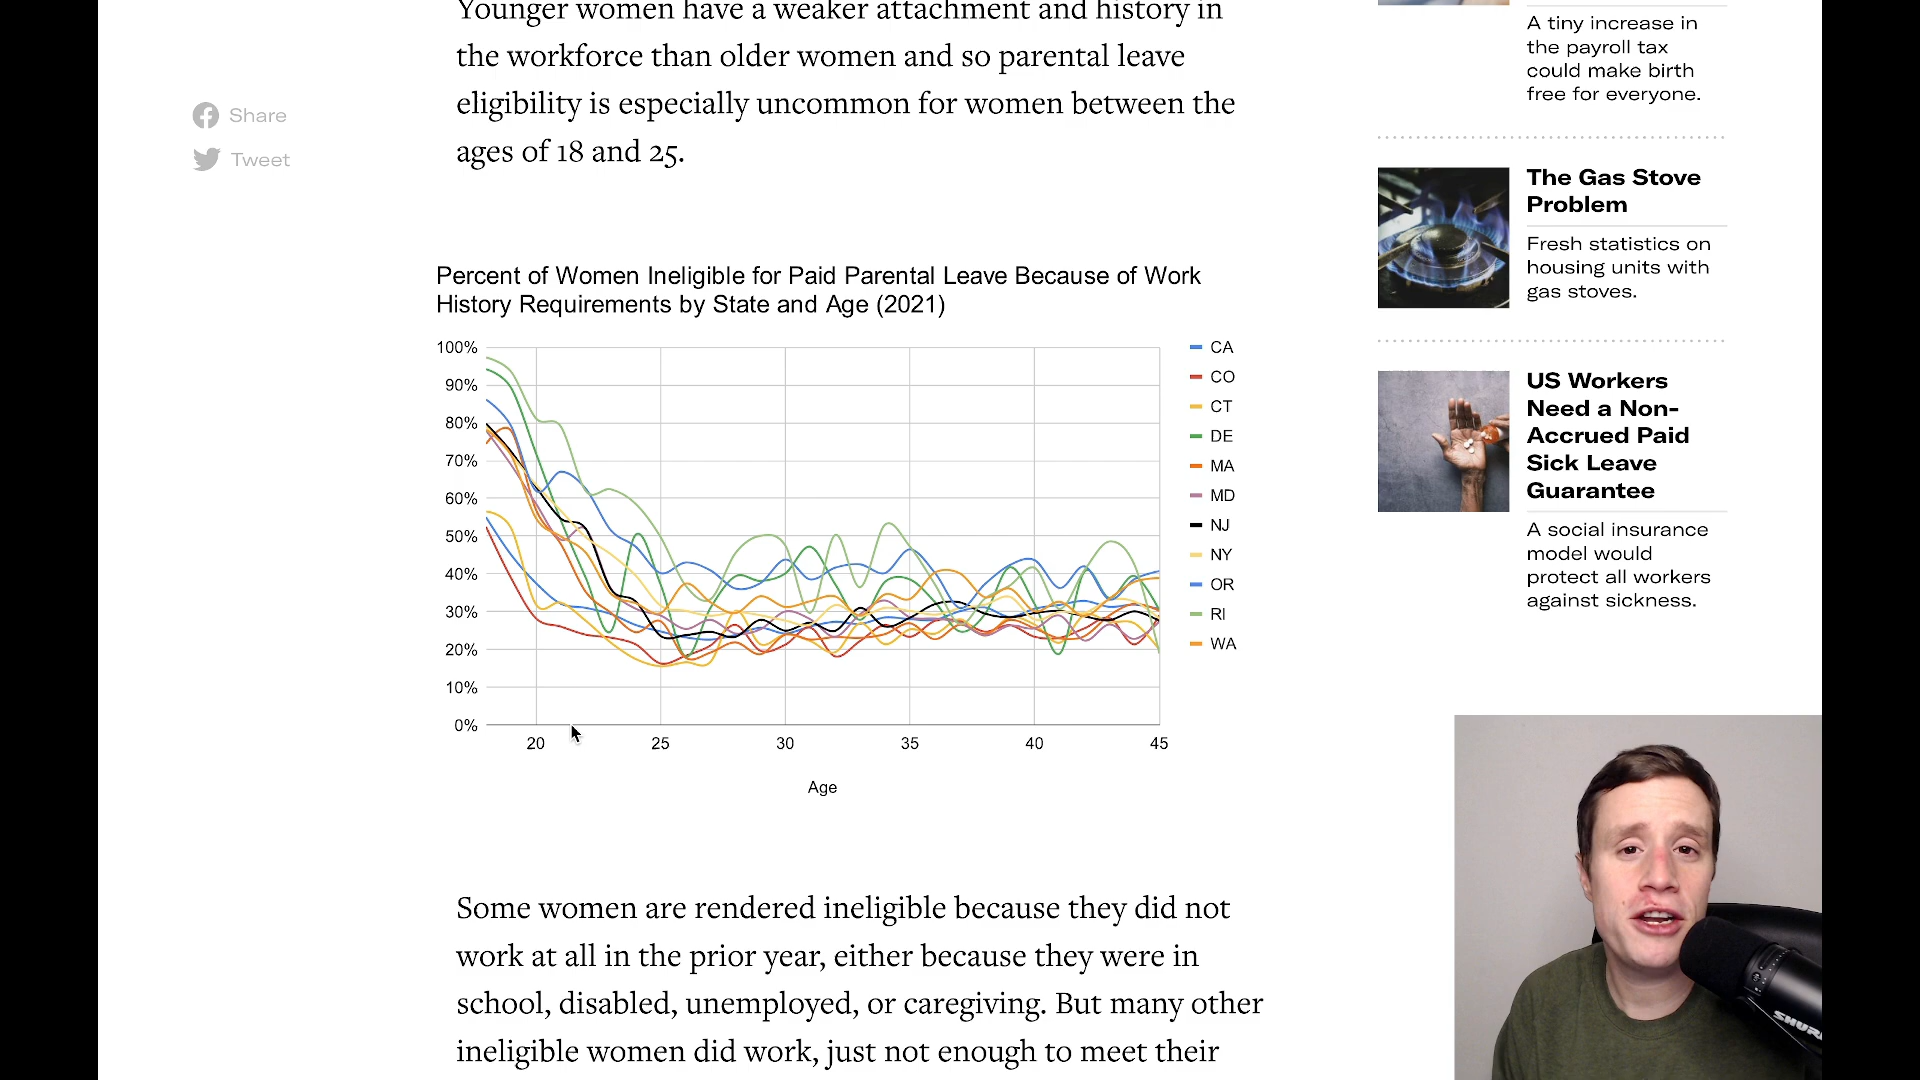 Younger women have a weaker attachment and history in
the workforce than older women and so parental leave
eligibility is especially uncommon for women between the
ages of 18 and 25.
Share
Tweet
Percent of Women Ineligible for Paid Parental Leave Because of Work
History Requirements by State and Age (2021)
100%
90%
80%
70%
60%
50%
40%
30%
20%
10%
0%
20
25
30
35
40
45
Age
CA
CO
CT
DE
MA
MD
NJ
NY
OR
RI
WA
Some women are rendered ineligible because they did not
work at all in the prior year, either because they were in
school, disabled, unemployed, or caregiving. But many other
ineligible women did work, just not enough to meet their
A tiny increase in
the payroll tax
could make birth
free for everyone.
The Gas Stove
Problem
Fresh statistics on
housing units with
gas stoves.
US Workers
Need a Non-
Accrued Paid
Sick Leave
Guarantee
A social insurance
model would
protect all workers
against sickness.
SHURE